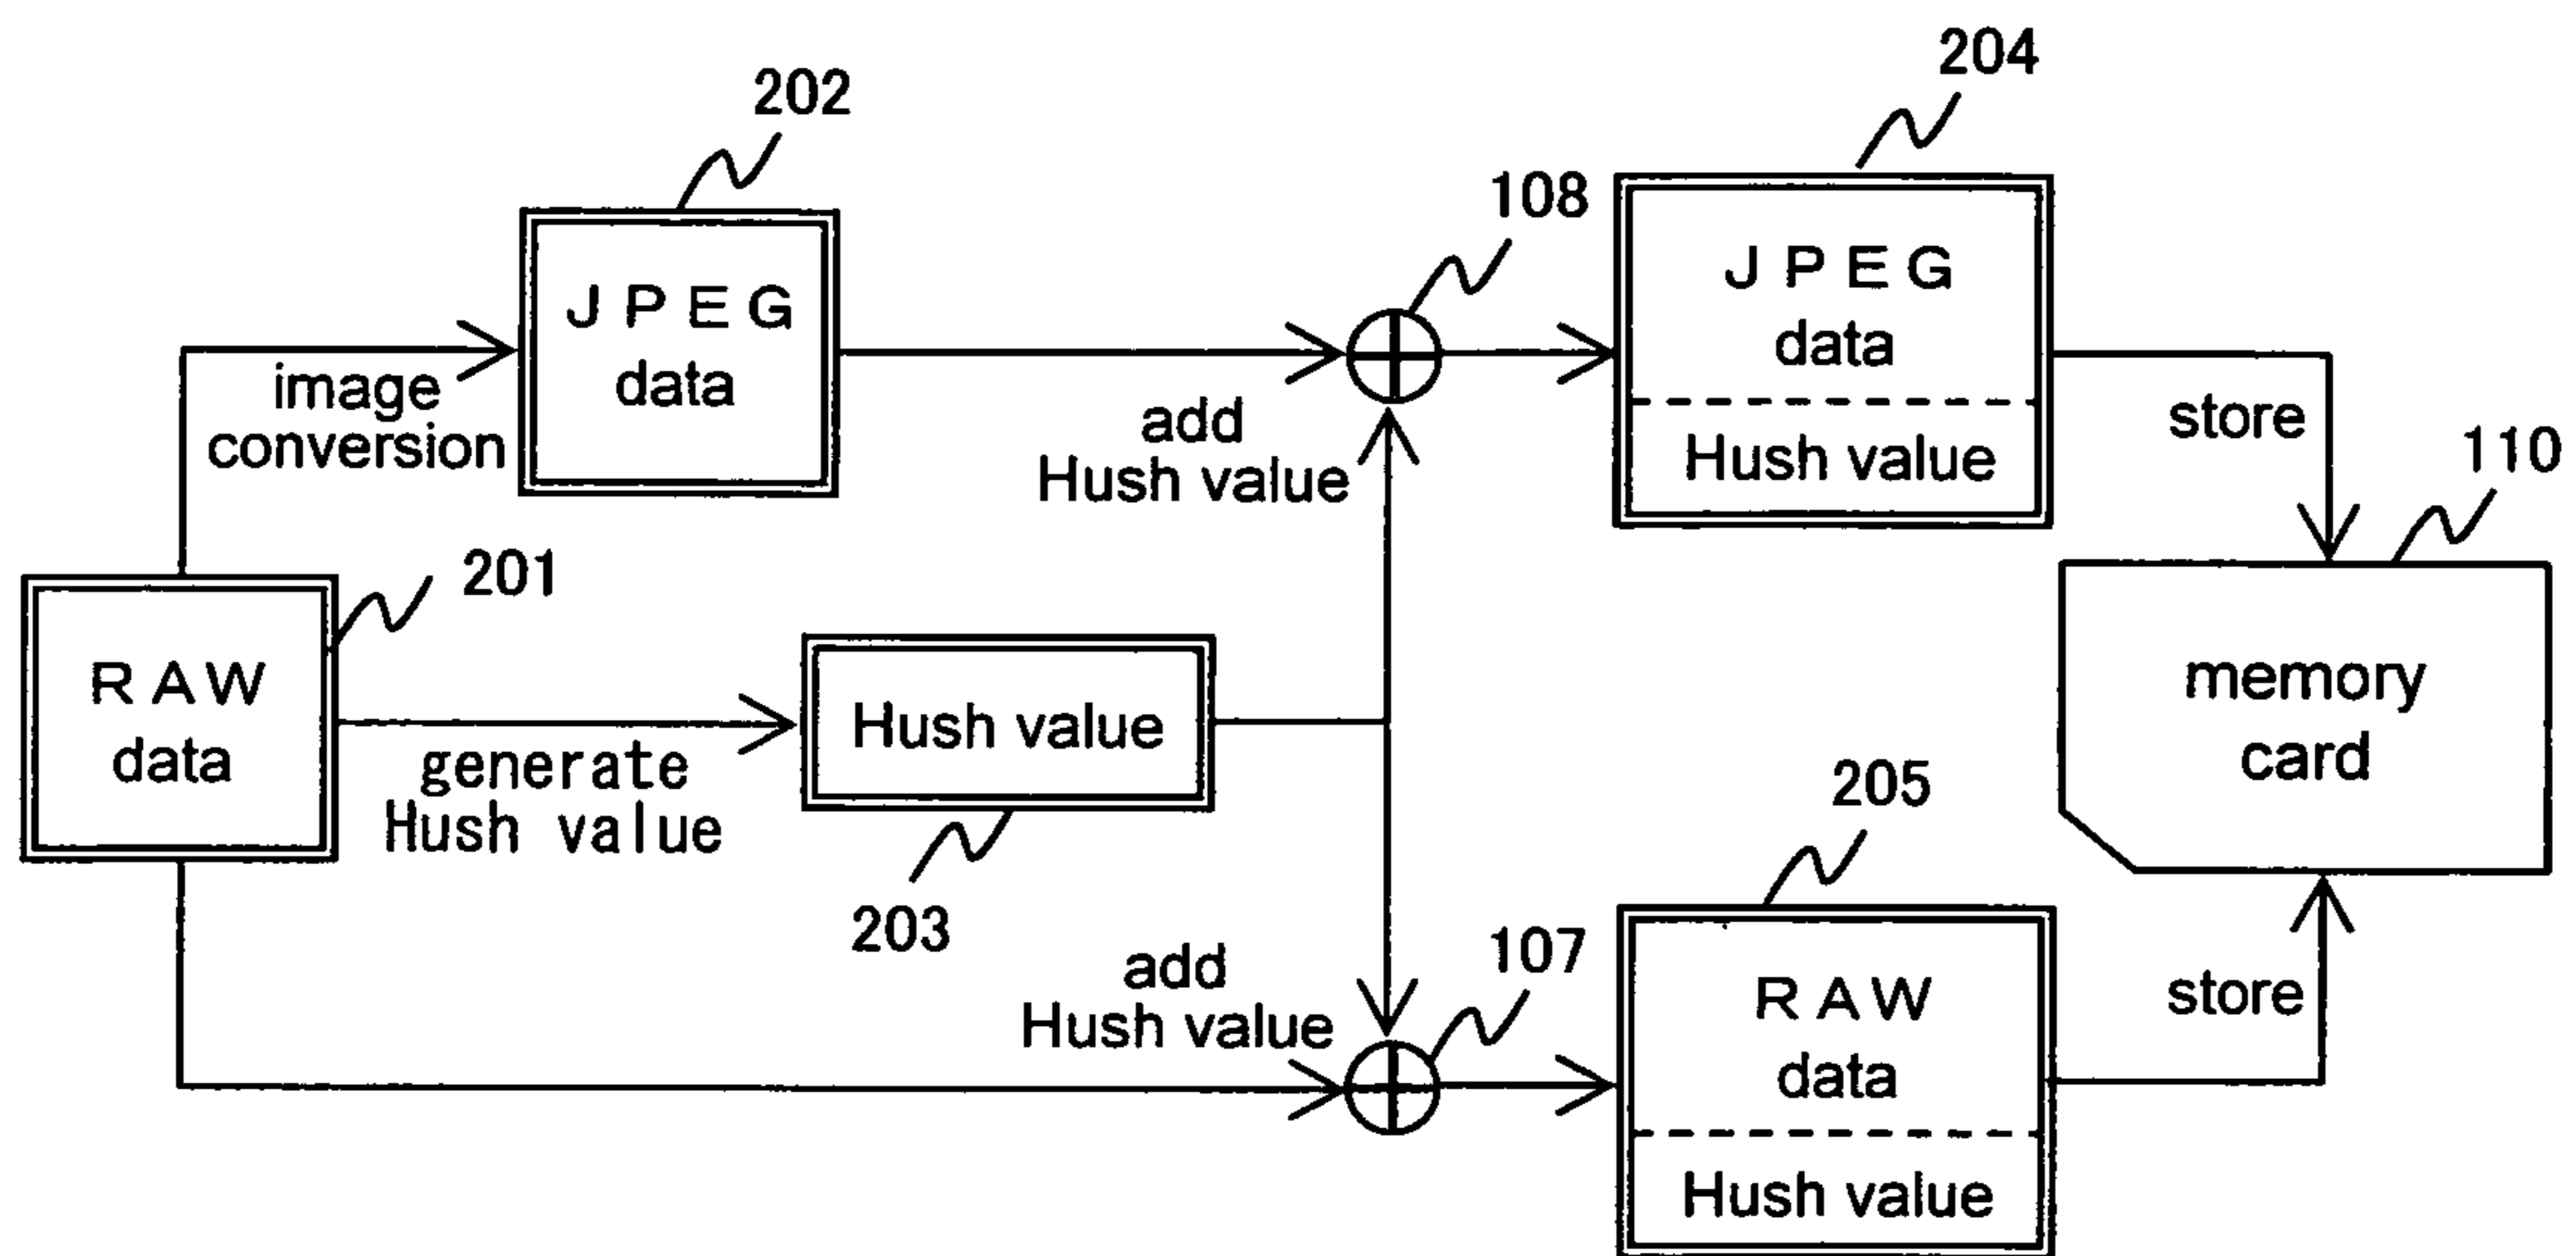 204
202
108
JPEG
data
Hush value
JPEG
data
image
conversion
add
Hush value
store
110
201
RAW
data
generate
Hush value
Hush value
203
memory
card
205
add
Hush value
107
RAW
data
Hush value
store